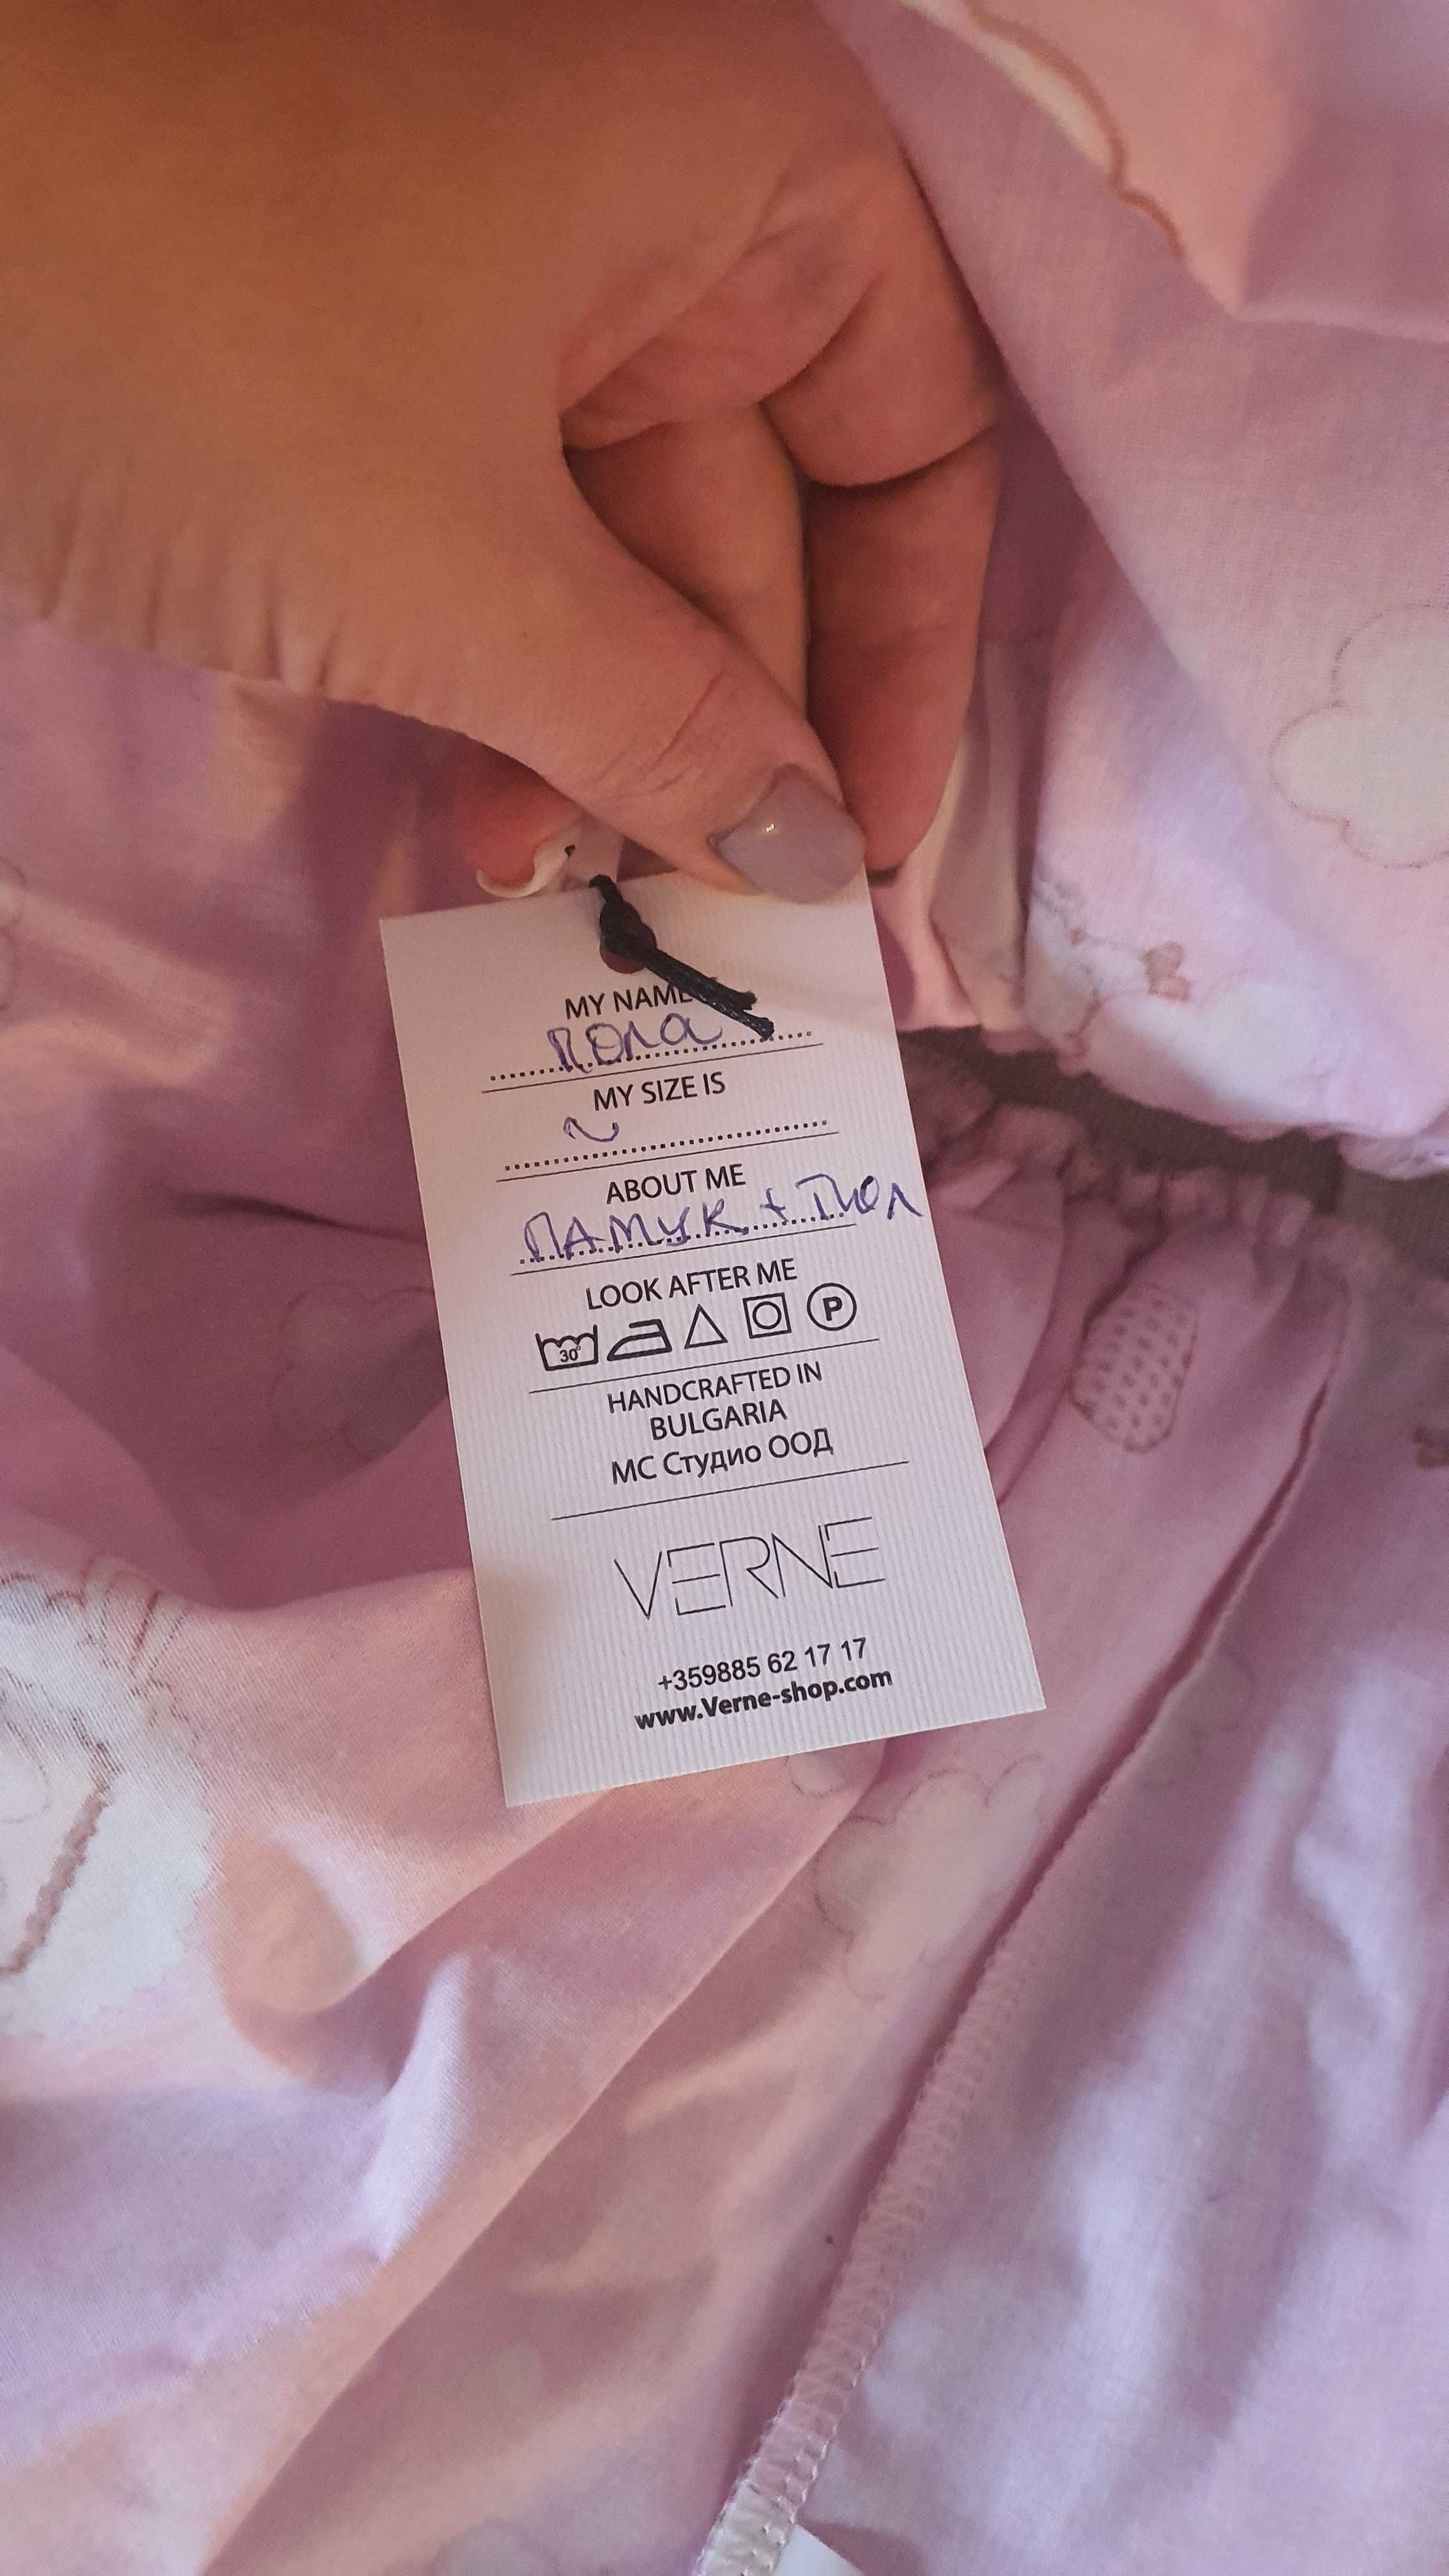 MY NAME
Пола
MY SIZE IS
ABOUT ME
ПАМУК + Тюл
LOOK AFTER ME
30° P
HANDCRAFTED IN
BULGARIA
МС Студио ООД
VERNE
+359885 62 17 17
www.Verne-shop.com